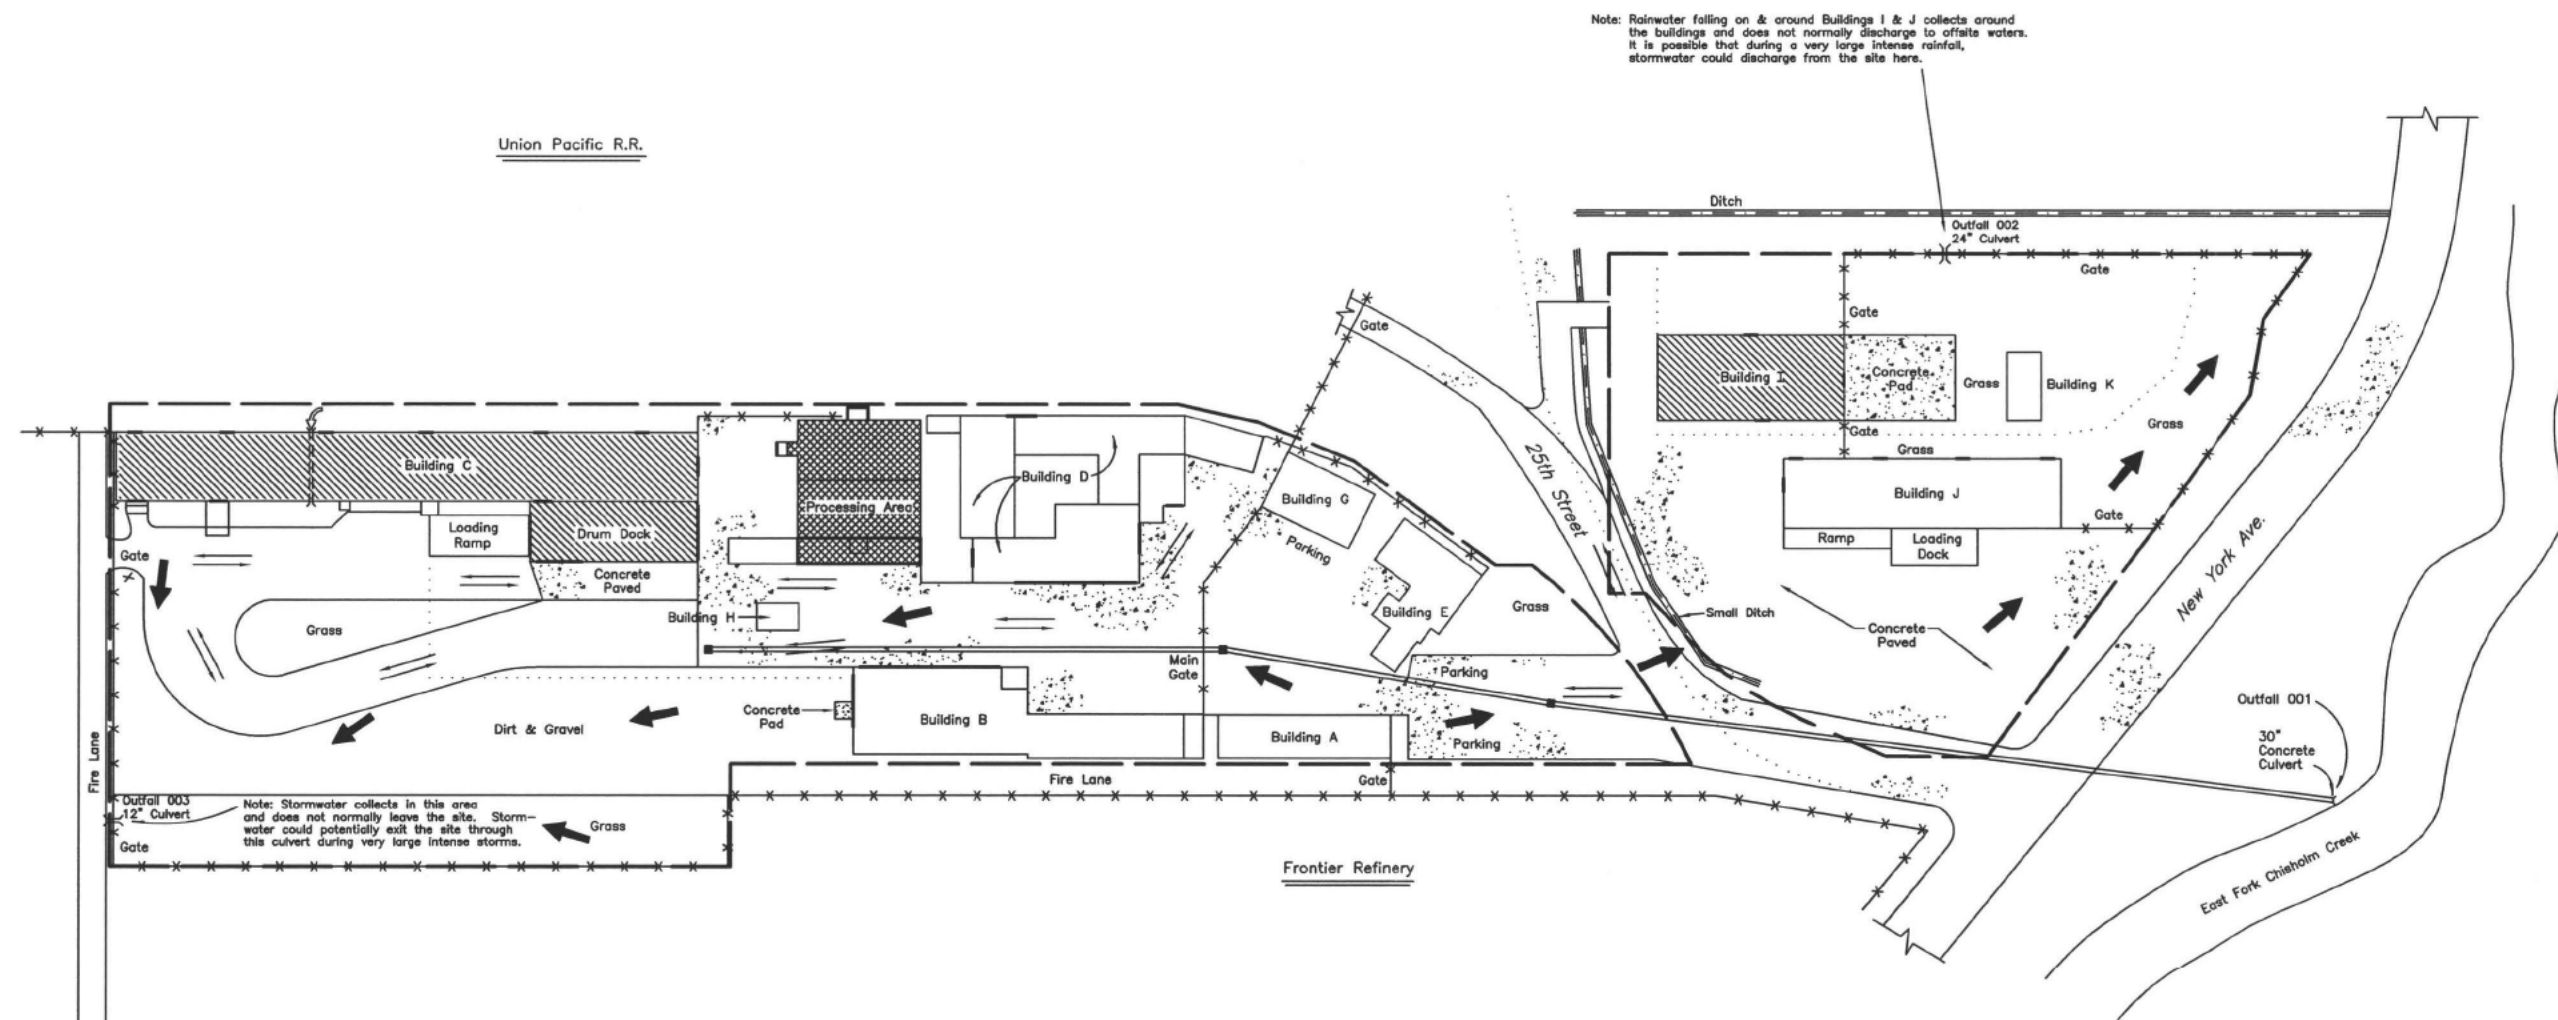 Note: Rainwater falling on & around Buildings I & J collects around
the buildings and does not normally discharge to offsite waters.
It is possible that during a very large intense rainfall,
stormwater could discharge from the site here.
Union Pacific R.R.
Ditch
Outfall 002
24" Culvert
Gate
Gate
Gate
Building I
Concrete
Pad
Grass
Building K
Gate
Grass
Grass
Building C
Building D
Building G
25th Street
Building J
Processing Area
Gate
Loading
Ramp
Drum Dock
Parking
Ramp
Loading
Dock
Gate
Concrete
Paved
New York Ave.
Building H
Building E
Grass
Small Ditch
Grass
Concrete
Paved
Main
Gate
Parking
Outfall 001
Concrete
Pad
Building B
Dirt & Gravel
Building A
Parking
30"
Concrete
Culvert
Fire Lane
Fire Lane
Gate
Outfall 003
12" Culvert
Note: Stormwater collects in this area
and does not normally leave the site. Storm-
water could potentially exit the site through
this culvert during very large intense storms.
Grass
Gate
Frontier Refinery
East Fork Chisholm Creek